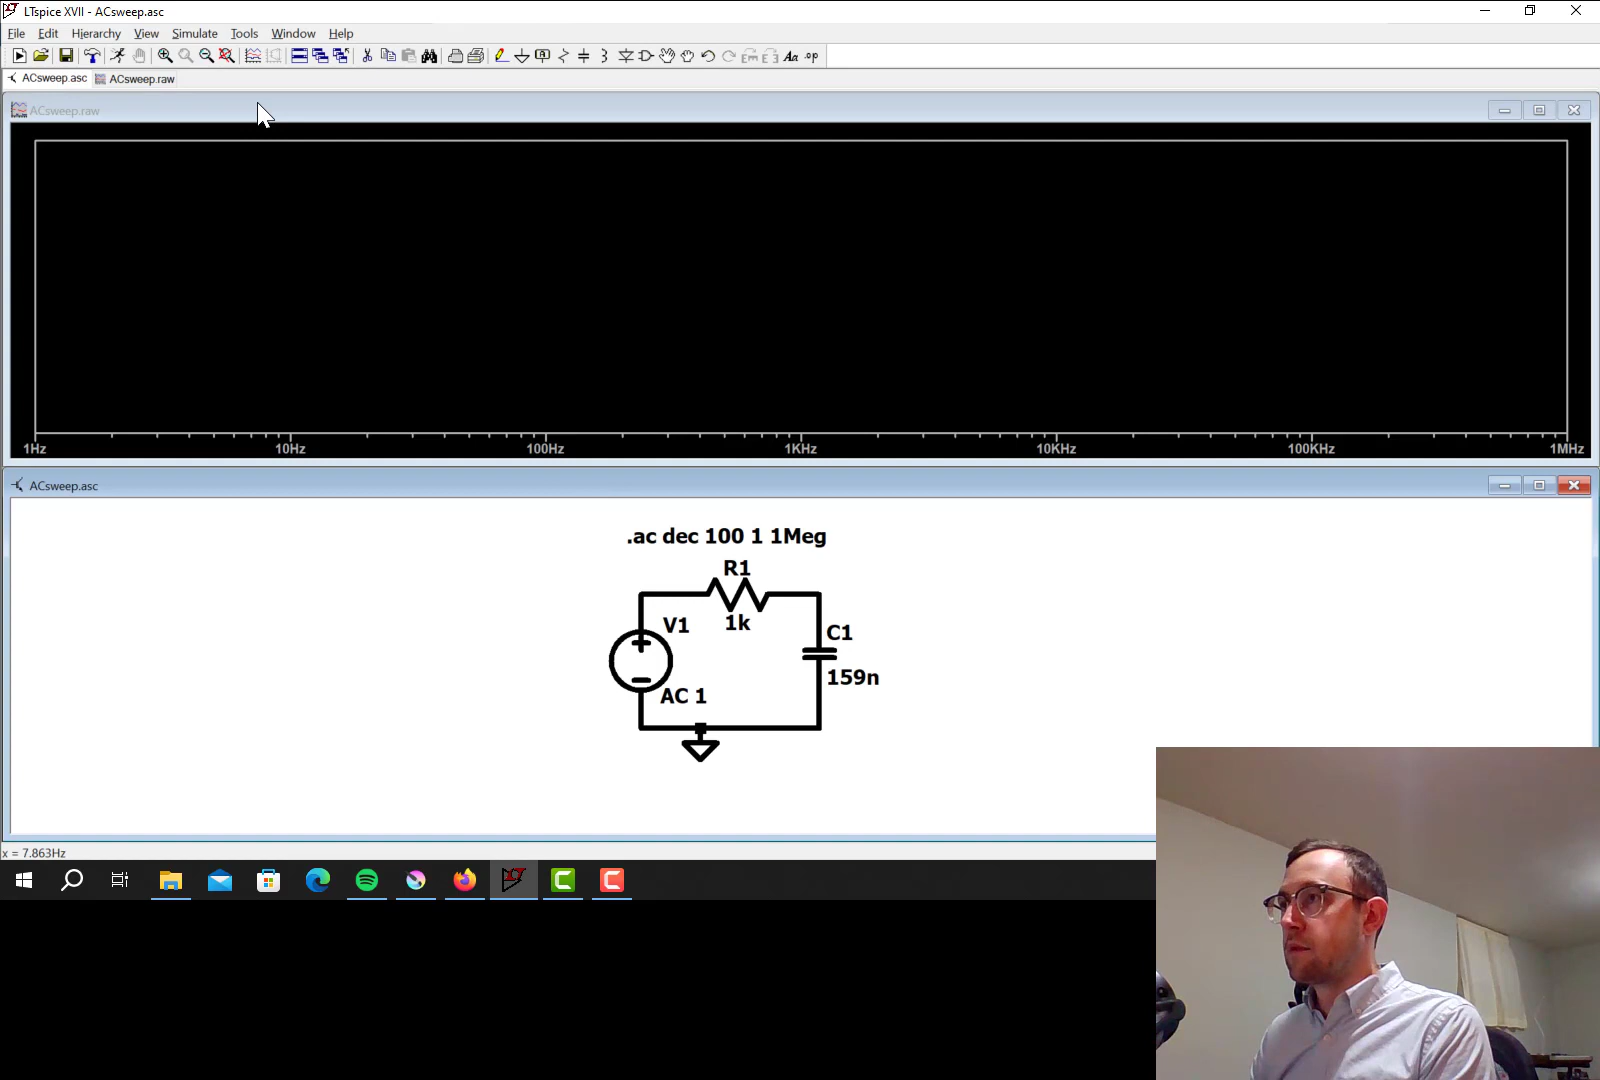 LTspice XVII - ACsweep.asc
File Edit Hierarchy View Simulate Tools Window Help
ACsweep.asc ACsweep.raw
ACsweep.raw
1Hz 10Hz 100Hz 1KHz 10KHz 100KHz 1MHz
ACsweep.asc
.ac dec 100 1 1Meg
R1
1k
V1
AC 1
C1
159n
x = 7.863Hz